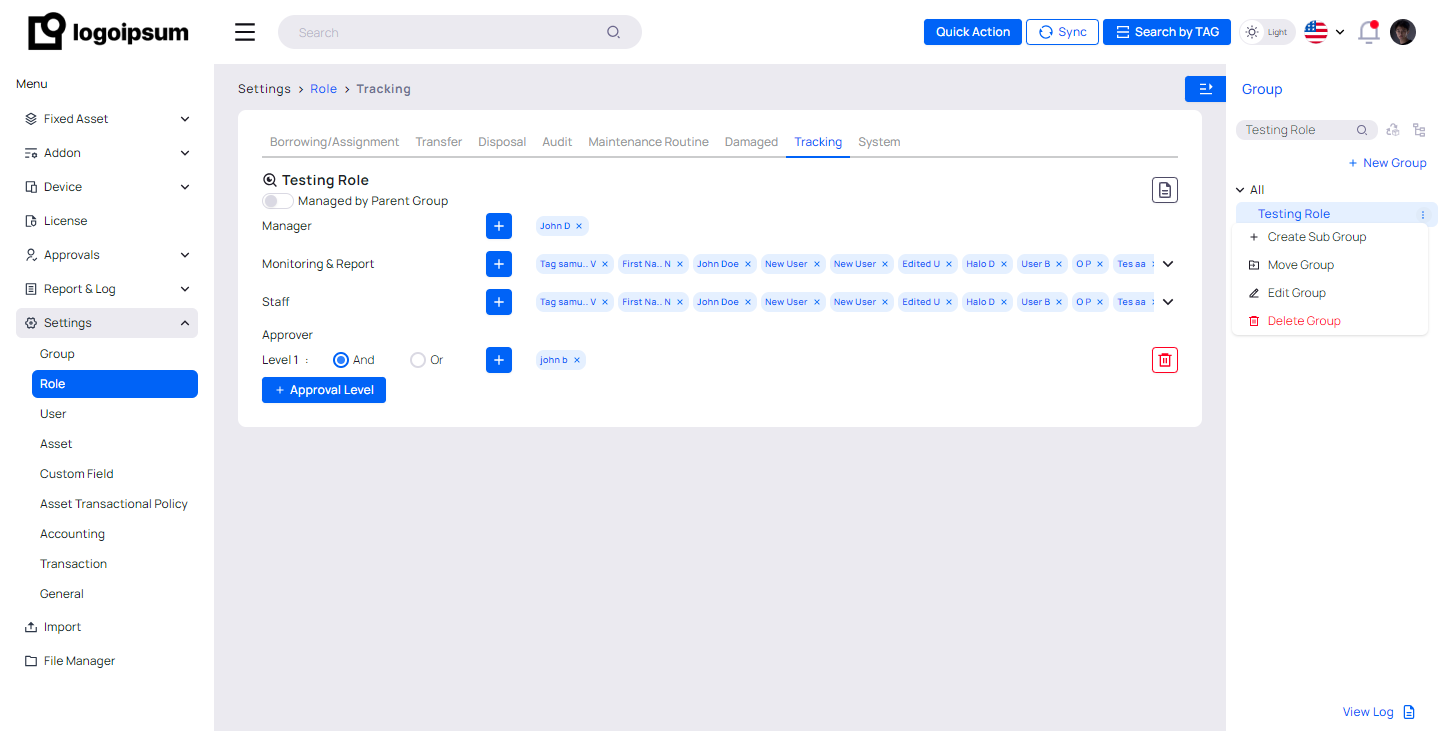 logoipsum
Search
Quick Action
Sync
Search by TAG
Light
Menu
Fixed Asset
Addon
Device
License
Approvals
Report & Log
Settings
Group
Role
User
Asset
Custom Field
Asset Transactional Policy
Accounting
Transaction
General
Import
File Manager
Settings > Role > Tracking
Borrowing/Assignment Transfer Disposal Audit Maintenance Routine Damaged Tracking System
Testing Role
Managed by Parent Group
Manager + John D ×
Monitoring & Report + Tag samu.. V × First Na.. N × John Doe × New User × New User × Edited U × Halo D × User B × O P × Tes aa
Staff + Tag samu.. V × First Na.. N × John Doe × New User × New User × Edited U × Halo D × User B × O P × Tes aa
Approver
Level 1 : And Or + john b ×
+ Approval Level
Group
Testing Role
+ New Group
All
Testing Role
+ Create Sub Group
Move Group
Edit Group
Delete Group
View Log